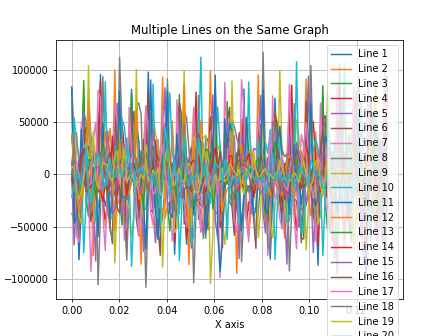 Multiple Lines on the Same Graph
100000
50000
0
−50000
−100000
0.00
0.02
0.04
0.06
0.08
0.10
X axis
Line 1
Line 2
Line 3
Line 4
Line 5
Line 6
Line 7
Line 8
Line 9
Line 10
Line 11
Line 12
Line 13
Line 14
Line 15
Line 16
Line 17
Line 18
Line 19
Line 20